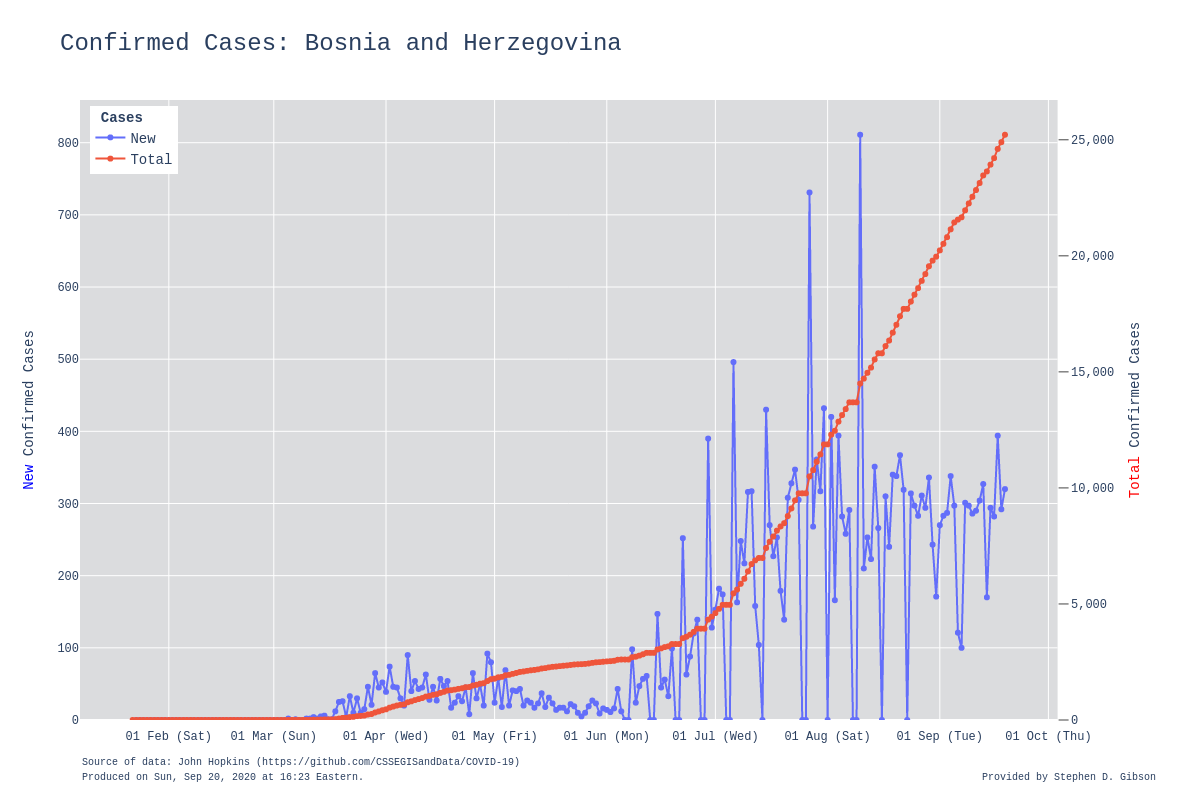 Confirmed Cases: Bosnia and Herzegovina
Cases
New
Total
800
700
600
500
400
300
200
100
0
25,000
20,000
15,000
10,000
5,000
0
New Confirmed Cases
Total Confirmed Cases
01 Feb (Sat) 01 Mar (Sun) 01 Apr (Wed) 01 May (Fri) 01 Jun (Mon) 01 Jul (Wed) 01 Aug (Sat) 01 Sep (Tue) 01 Oct (Thu)
Source of data: John Hopkins (https://github.com/CSSEGISandData/COVID-19)
Produced on Sun, Sep 20, 2020 at 16:23 Eastern.
Provided by Stephen D. Gibson